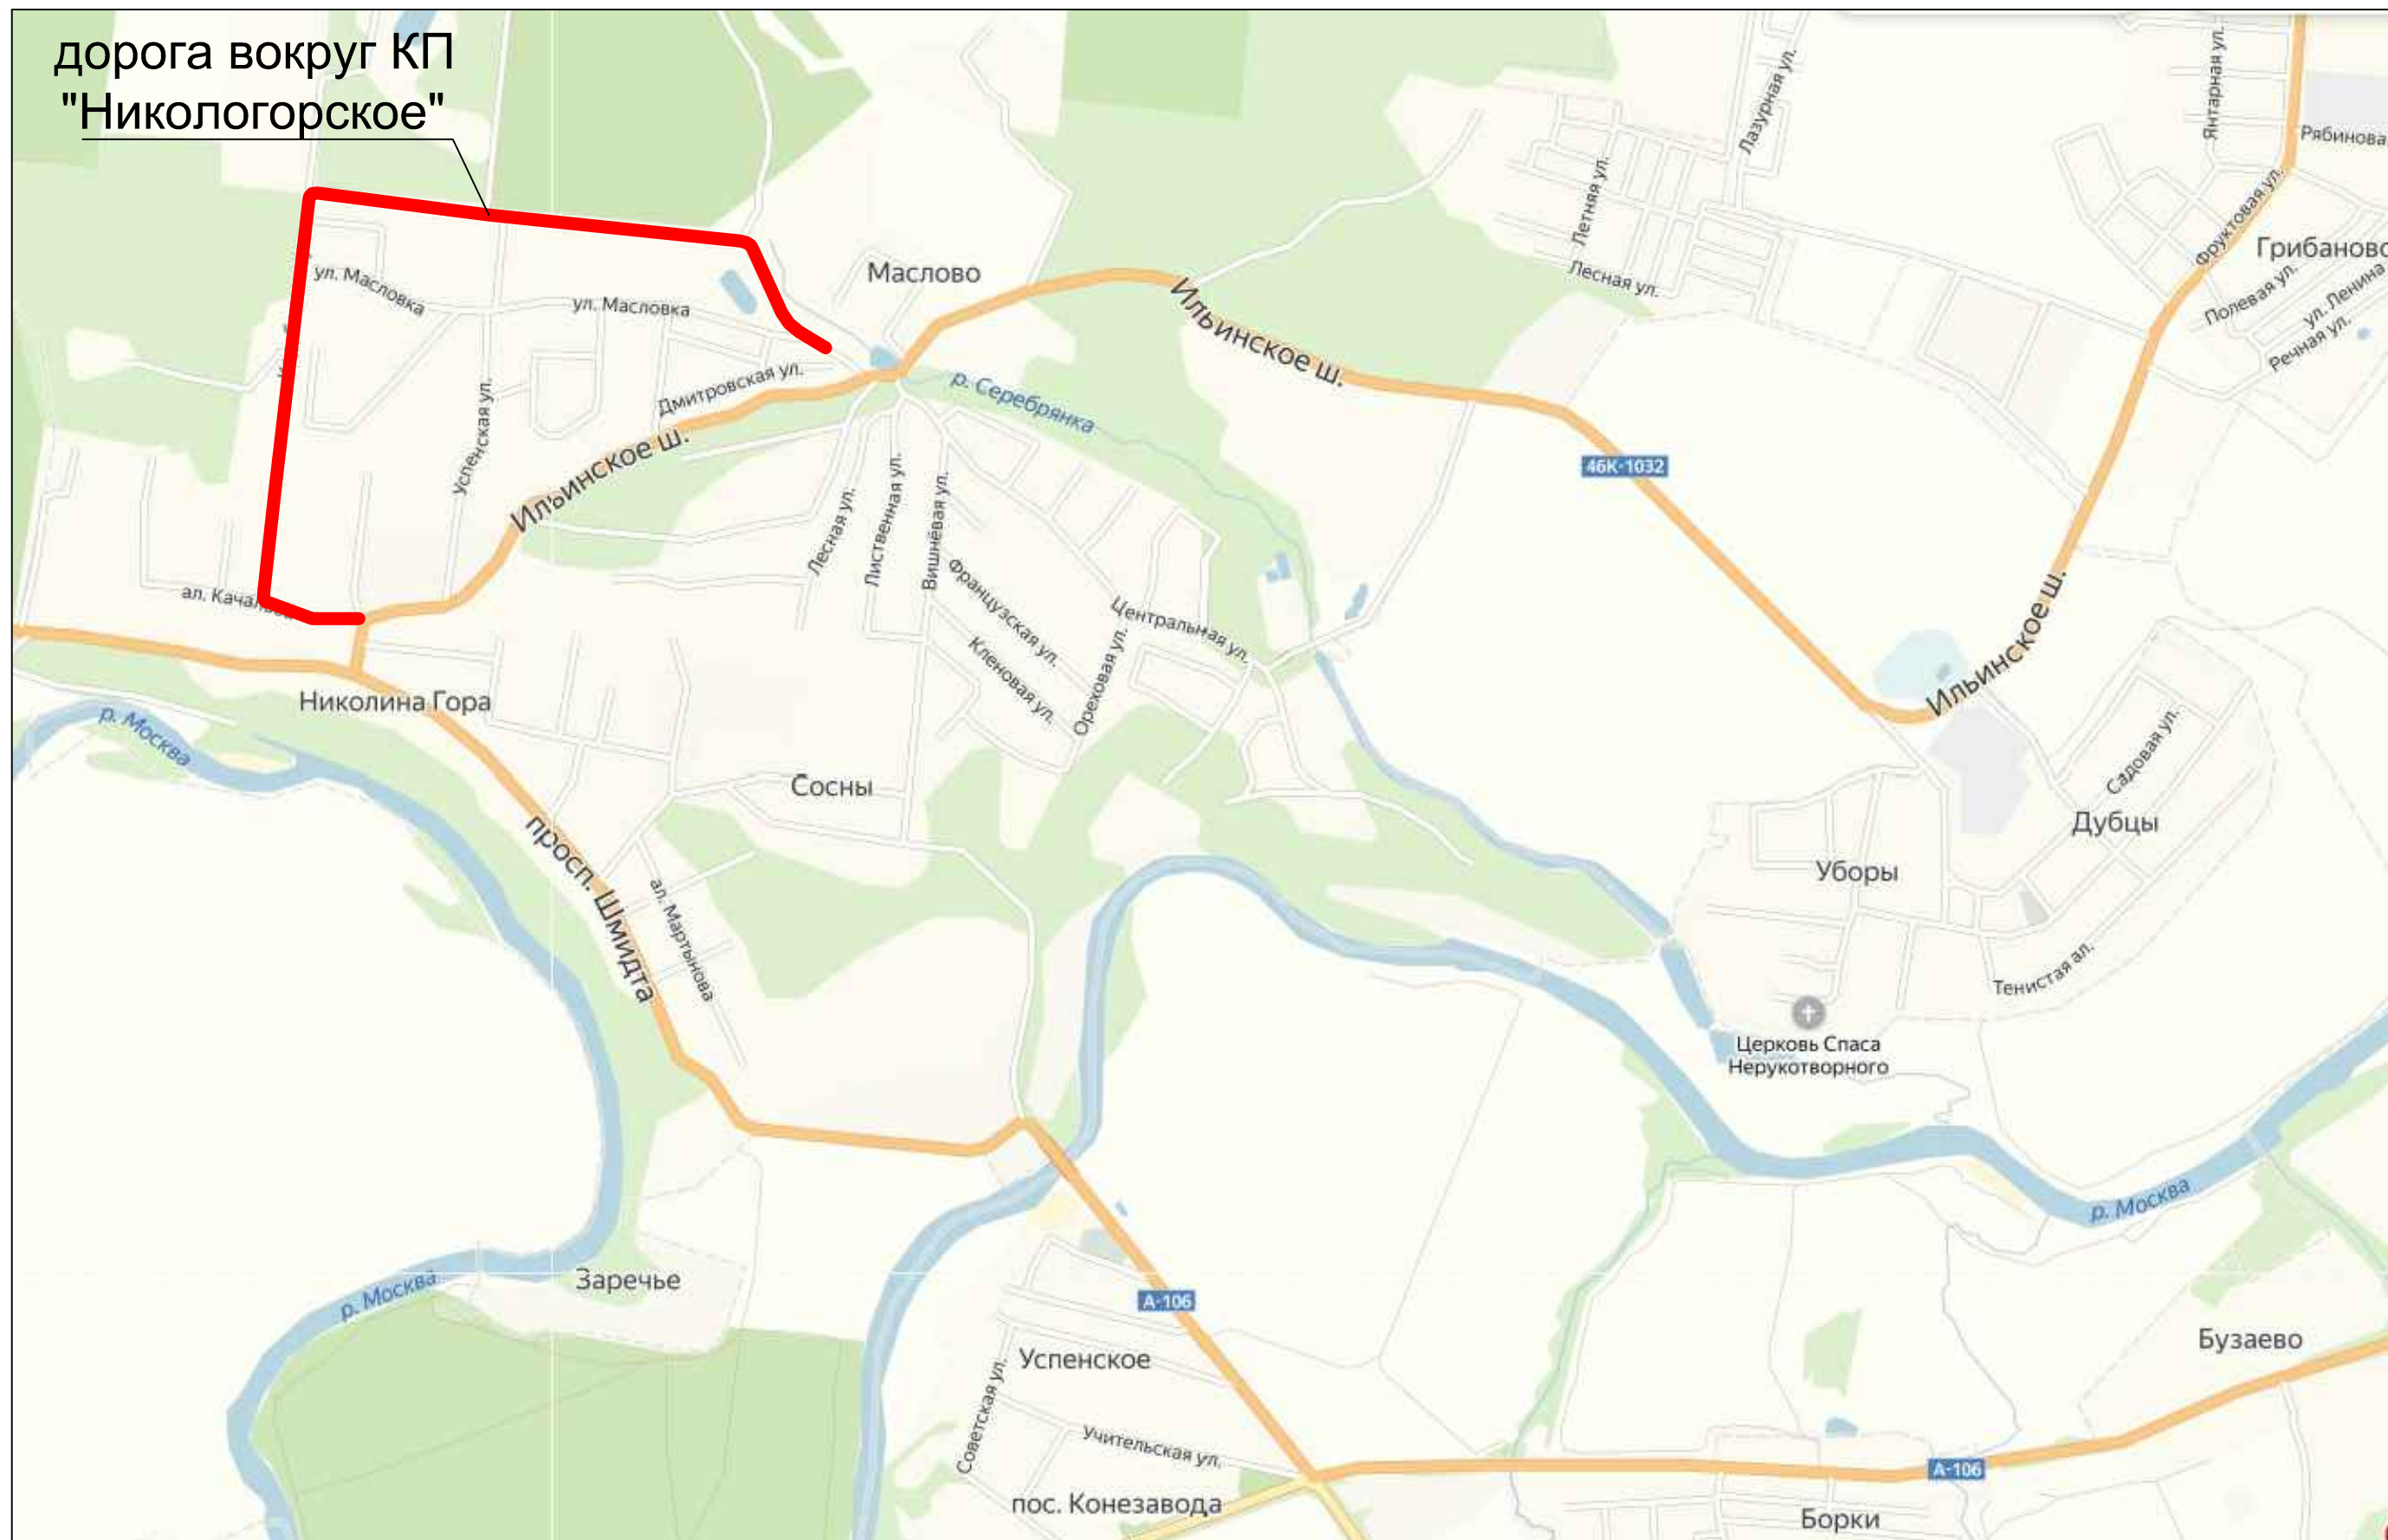 дорога вокруг КП
"Никологорское"
Янтарная ул.
Лазурная ул.
Летняя ул.
Фруктовая ул.
Грибаново
Маслово
ул. Масловка
ул. Масловка
Лесная ул.
Полевая ул.
ул. Ленина
Речная ул.
Ильинское ш.
Дмитровская ул.
р. Серебрянка
Успенская ул.
Ильинское ш.
46К-1032
Лесная ул.
Лиственная ул.
Вишнёвая ул.
Французская ул.
Кленовая ул.
Ореховая ул.
Центральная ул.
Ильинское ш.
Николина Гора
р. Москва
Сосны
просп. Шмидта
ал. Мартынова
Садовая ул.
Дубцы
Уборы
Тенистая ал.
Церковь Спаса
Нерукотворного
р. Москва
Заречье
р. Москва
А-106
Успенское
Советская ул.
Учительская ул.
пос. Конезавода
Бузаево
А-106
Борки